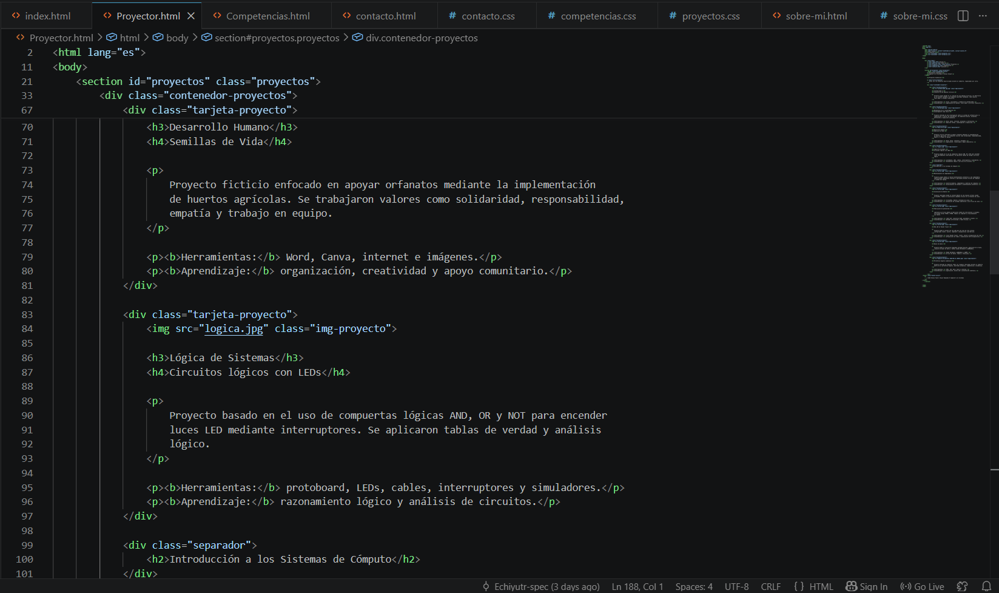 index.html Proyector.html Competencias.html contacto.html # contacto.css # competencias.css # proyectos.css sobre-mi.html # sobre-mi.css
Proyector.html > html > body > section#proyectos.proyectos > div.contenedor-proyectos
2 <html lang="es">
11 <body>
21 <section id="proyectos" class="proyectos">
33 <div class="contenedor-proyectos">
67 <div class="tarjeta-proyecto">
70 <h3>Desarrollo Humano</h3>
71 <h4>Semillas de Vida</h4>
72
73 <p>
74 Proyecto ficticio enfocado en apoyar orfanatos mediante la implementación
75 de huertos agrícolas. Se trabajaron valores como solidaridad, responsabilidad,
76 empatía y trabajo en equipo.
77 </p>
78
79 <p><b>Herramientas:</b> Word, Canva, internet e imágenes.</p>
80 <p><b>Aprendizaje:</b> organización, creatividad y apoyo comunitario.</p>
81 </div>
82
83 <div class="tarjeta-proyecto">
84 <img src="logica.jpg" class="img-proyecto">
85
86 <h3>Lógica de Sistemas</h3>
87 <h4>Circuitos lógicos con LEDs</h4>
88
89 <p>
90 Proyecto basado en el uso de compuertas lógicas AND, OR y NOT para encender
91 luces LED mediante interruptores. Se aplicaron tablas de verdad y análisis
92 lógico.
93 </p>
94
95 <p><b>Herramientas:</b> protoboard, LEDs, cables, interruptores y simuladores.</p>
96 <p><b>Aprendizaje:</b> razonamiento lógico y análisis de circuitos.</p>
97 </div>
98
99 <div class="separador">
100 <h2>Introducción a los Sistemas de Cómputo</h2>
101 </div>
Echiyutr-spec (3 days ago) Ln 188, Col 1 Spaces: 4 UTF-8 CRLF {} HTML Sign In Go Live